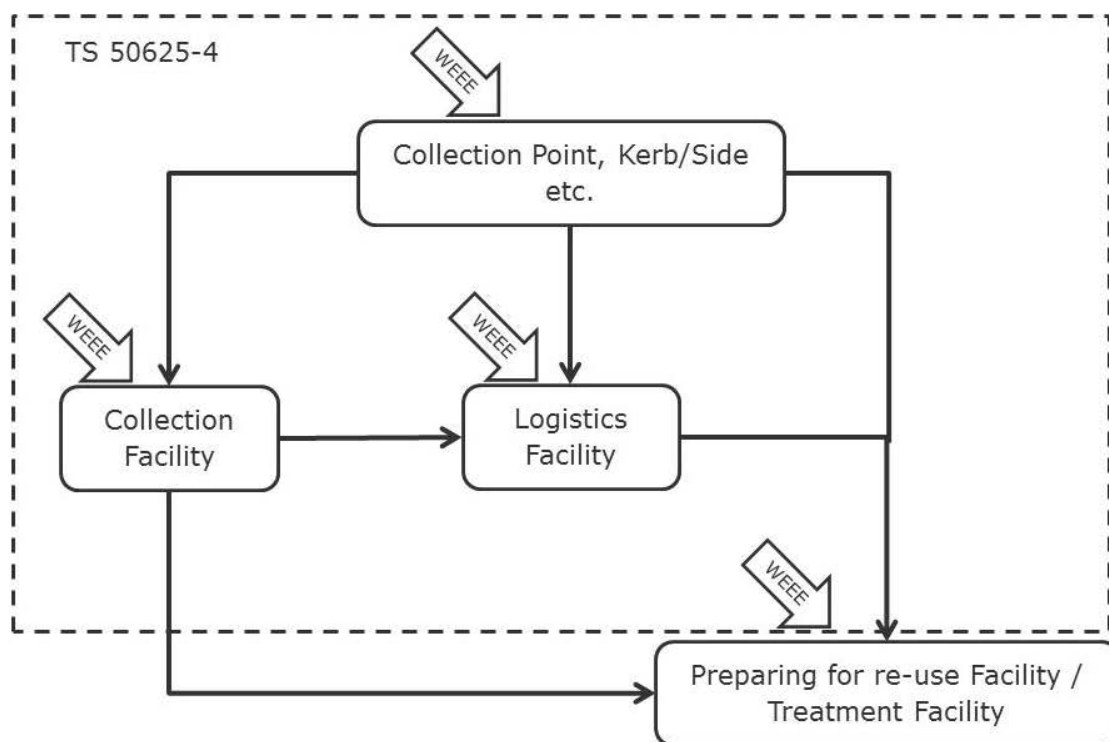 TS 50625-4
WEEE
Collection Point, Kerb/Side
etc.
WEEE
WEEE
Collection
Facility
Logistics
Facility
WEEE
Preparing for re-use Facility /
Treatment Facility